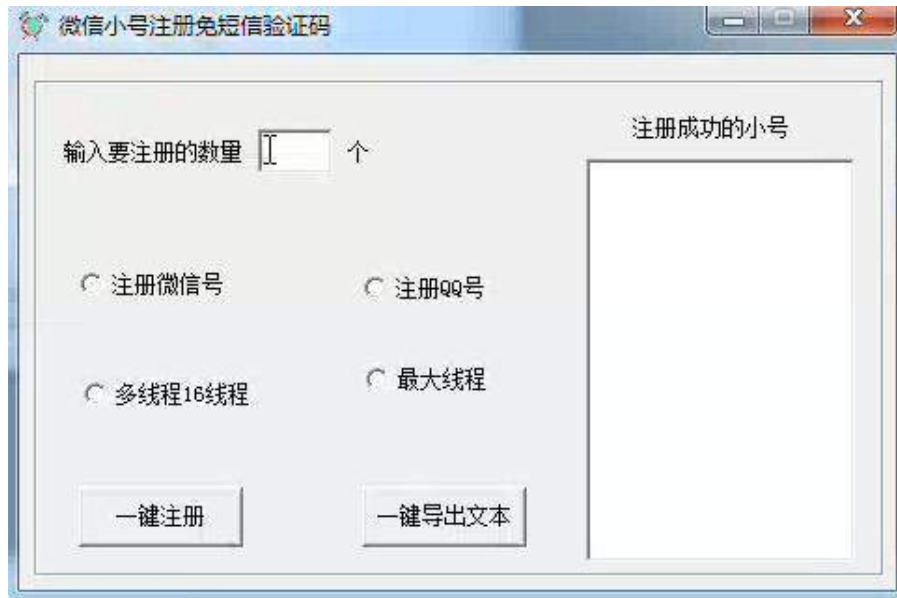 微信小号注册免短信验证码
输入要注册的数量 个
注册成功的小号
注册微信号
注册QQ号
多线程16线程
最大线程
一键注册
一键导出文本